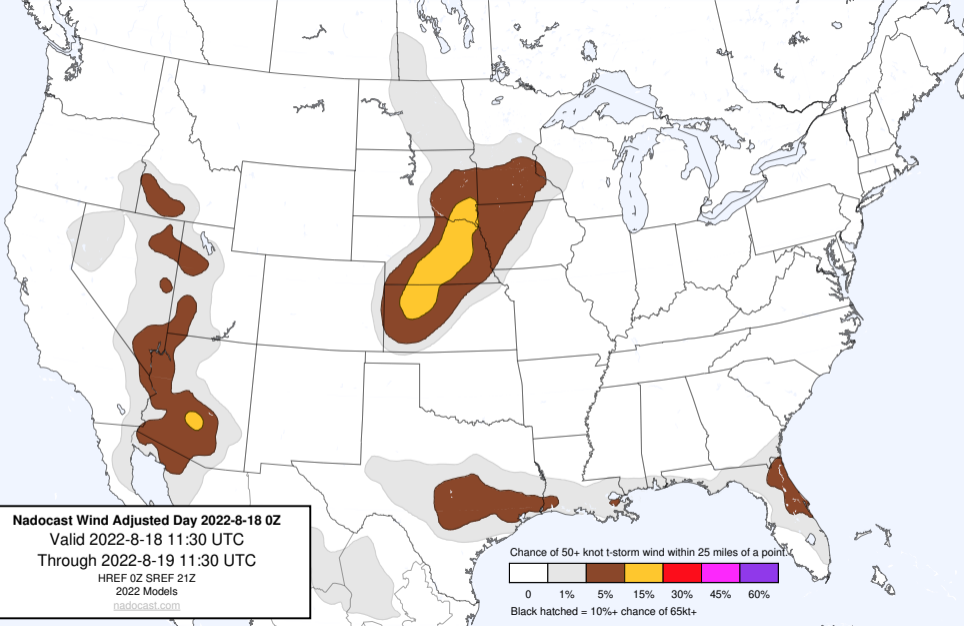 Nadocast Wind Adjusted Day 2022-8-18 0Z
Valid 2022-8-18 11:30 UTC
Through 2022-8-19 11:30 UTC
HREF 0Z SREF 21Z
2022 Models
nadocast.com
Chance of 50+ knot t-storm wind within 25 miles of a point.
0 1% 5% 15% 30% 45% 60%
Black hatched = 10%+ chance of 65kt+